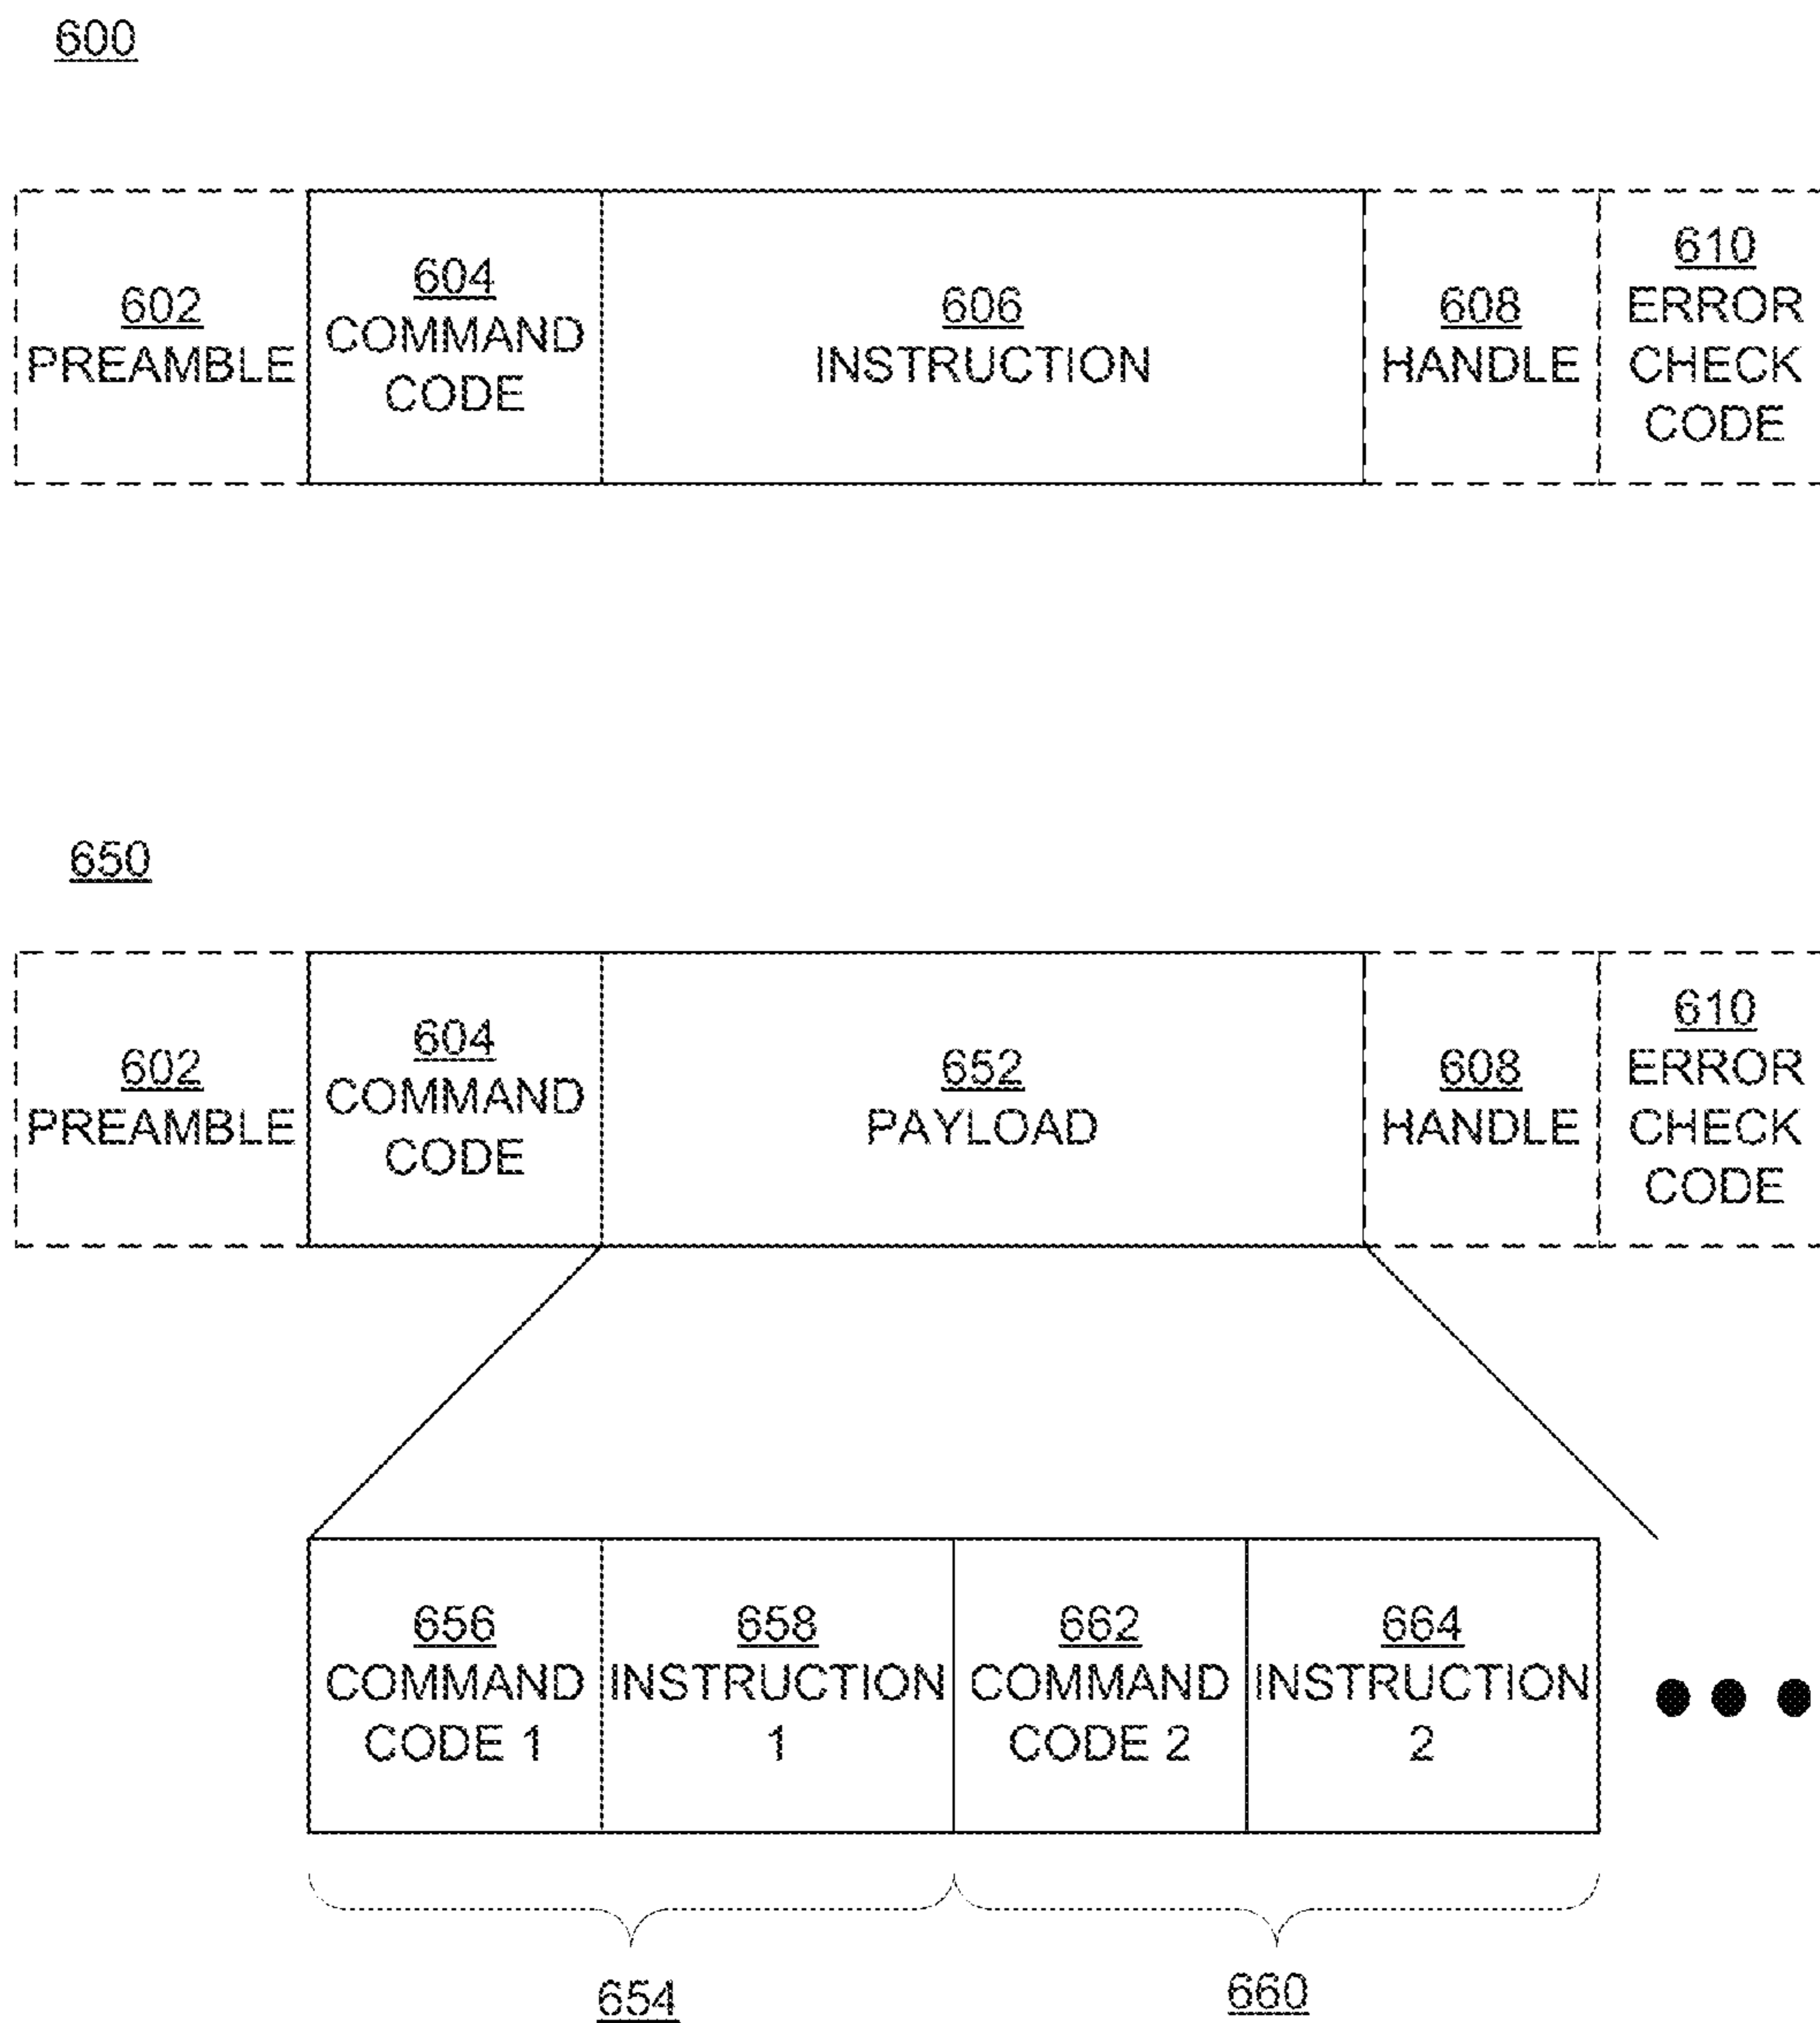 600
602
PREAMBLE
604
COMMAND
CODE
606
INSTRUCTION
608
HANDLE
610
ERROR
CHECK
CODE
650
602
PREAMBLE
604
COMMAND
CODE
652
PAYLOAD
608
HANDLE
610
ERROR
CHECK
CODE
656
COMMAND
CODE 1
658
INSTRUCTION
1
662
COMMAND
CODE 2
664
INSTRUCTION
2
654
660